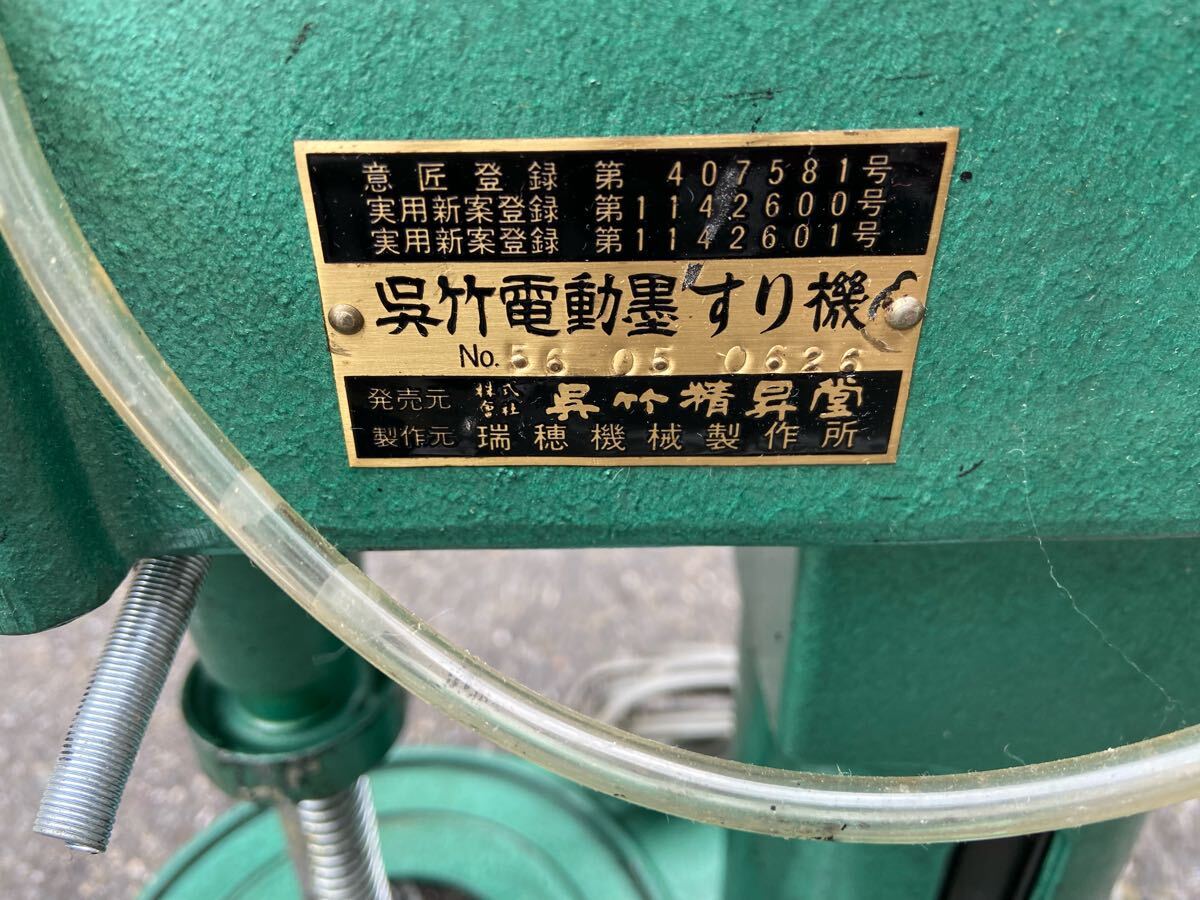 意匠登録 第 407581号
実用新案登録 第1142600号
実用新案登録 第1142601号
呉竹電動墨すり機
No. 56 05 0626
発売元 株式会社 呉竹精昇堂
製作元 瑞穂機械製作所